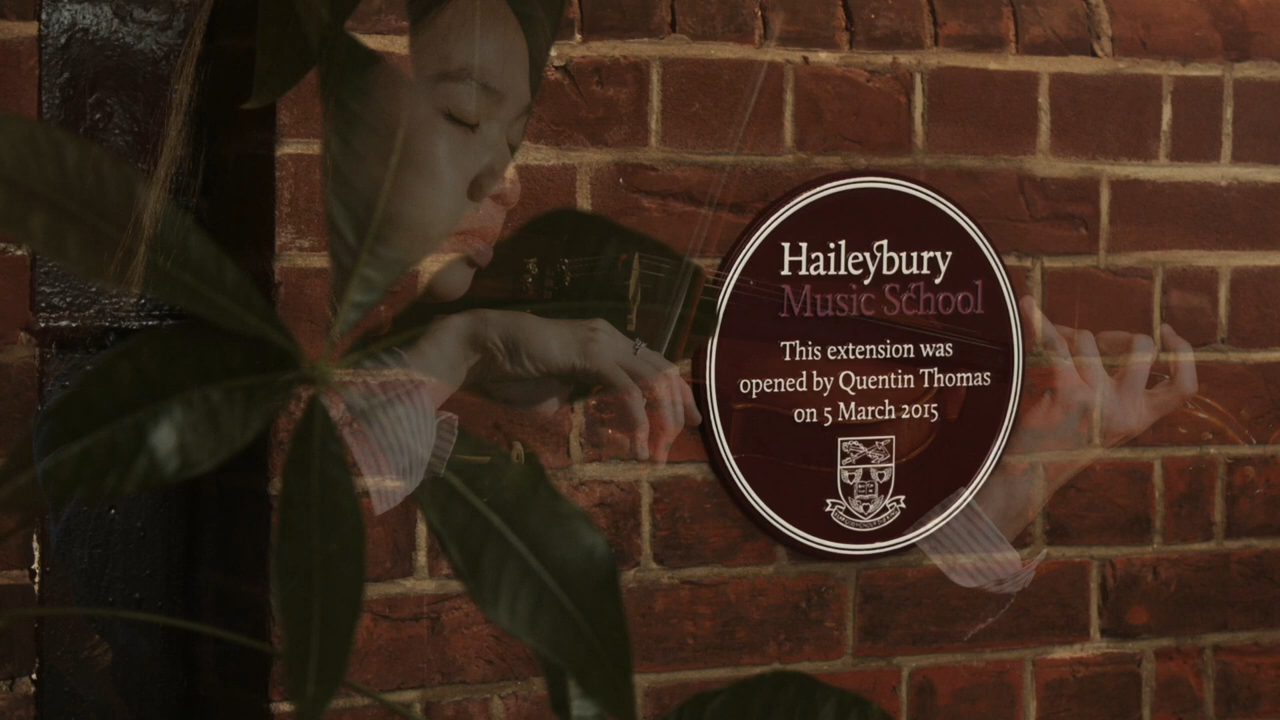 Haileybury
Music School
This extension was
opened by Quentin Thomas
on 5 March 2015